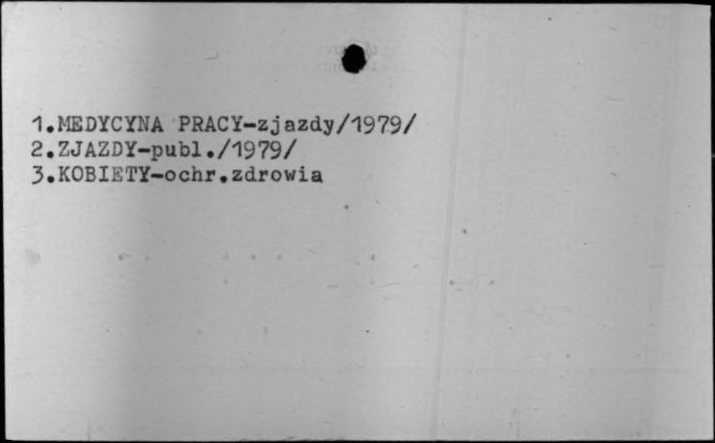 1.MEDYCYNA PRACY-zjazdy/1979/
2.ZJAZDY-publ./1979/
3.KOBIETY-ochr.zdrowia